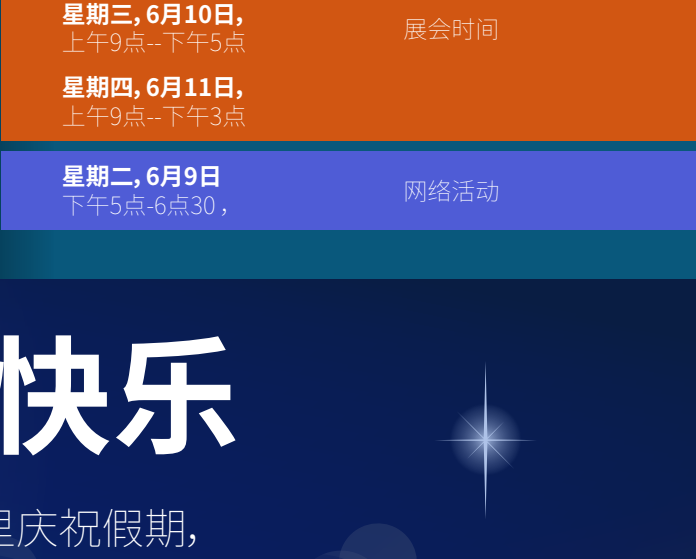 星期三, 6月10日,
上午9点--下午5点
展会时间
星期四, 6月11日,
上午9点--下午3点
星期二, 6月9日
下午5点-6点30，
网络活动
快乐
里庆祝假期,